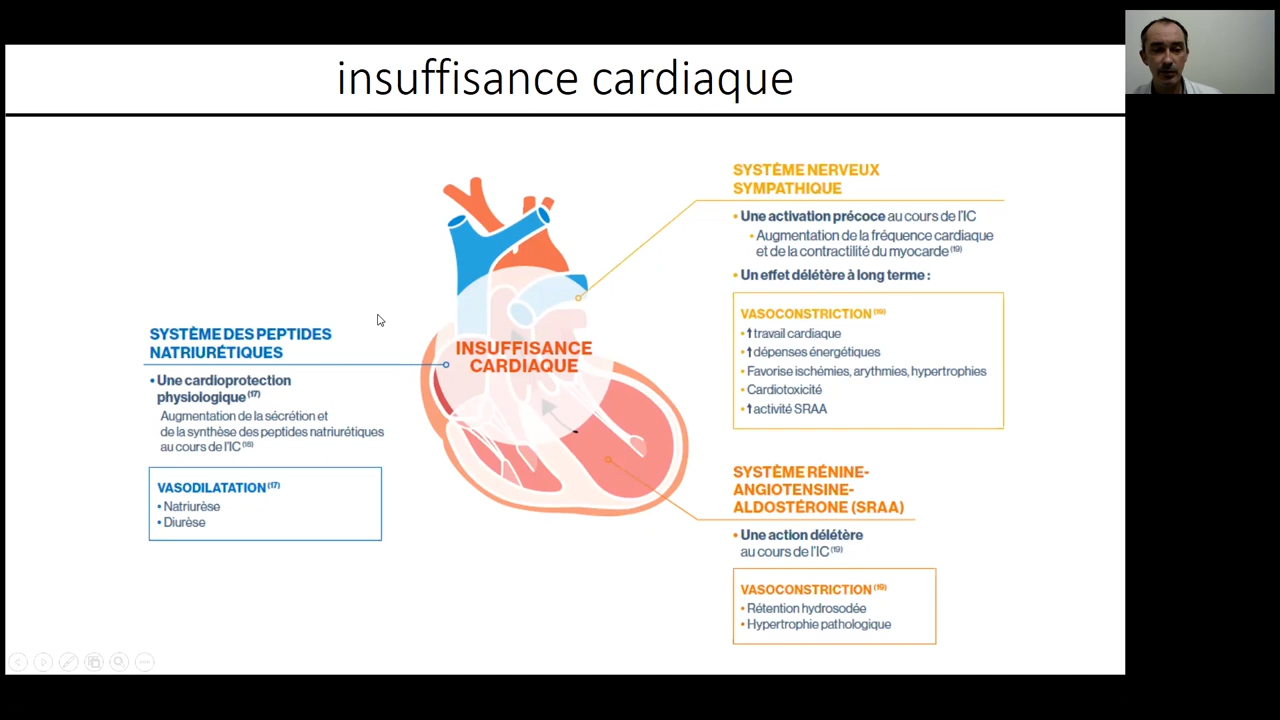 insuffisance cardiaque
SYSTÈME NERVEUX
SYMPATHIQUE
• Une activation précoce au cours de l'IC
• Augmentation de la fréquence cardiaque
et de la contractilité du myocarde (19)
• Un effet délétère à long terme :
VASOCONSTRICTION (19)
• ↑ travail cardiaque
• ↑ dépenses énergétiques
• Favorise ischémies, arythmies, hypertrophies
• Cardiotoxicité
• ↑ activité SRAA
INSUFFISANCE
CARDIAQUE
SYSTÈME DES PEPTIDES
NATRIURÉTIQUES
• Une cardioprotection
physiologique (17)
Augmentation de la sécrétion et
de la synthèse des peptides natriurétiques
au cours de l'IC (18)
VASODILATATION (17)
• Natriurèse
• Diurèse
SYSTÈME RÉNINE-
ANGIOTENSINE-
ALDOSTÉRONE (SRAA)
• Une action délétère
au cours de l'IC (19)
VASOCONSTRICTION (19)
• Rétention hydrosodée
• Hypertrophie pathologique